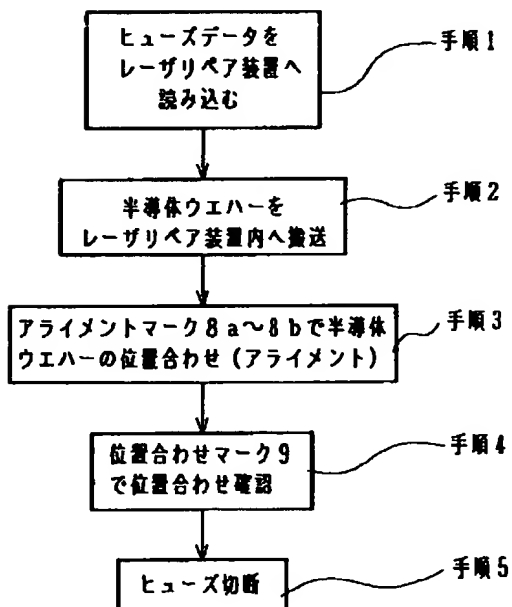 ヒューズデータを
レーザリペア装置へ
読み込む
手順1
半導体ウエハーを
レーザリペア装置内へ搬送
手順2
アライメントマーク8a~8bで半導体
ウエハーの位置合わせ(アライメント)
手順3
位置合わせマーク9
で位置合わせ確認
手順4
ヒューズ切断
手順5